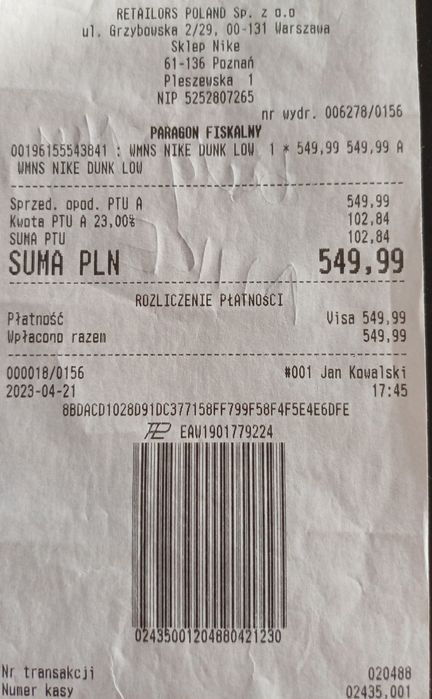 RETAILORS POLAND Sp. z o.o
ul. Grzybowska 2/29, 00-131 Warszawa
Sklep Nike
61-136 Poznań
Pleszewska 1
NIP 5252807265
nr wydr. 006278/0156
PARAGON FISKALNY
00196155543841 : WMNS NIKE DUNK LOW 1 * 549,99 549,99 A
WMNS NIKE DUNK LOW
Sprzed. opod. PTU A 549,99
Kwota PTU A 23,00% 102,84
SUMA PTU 102,84
SUMA PLN 549,99
ROZLICZENIE PŁATNOŚCI
Płatność Visa 549,99
Wpłacono razem 549,99
000018/0156 #001 Jan Kowalski
2023-04-21 17:45
8BDACD1028D91DC377158FF799F58F4F5E4E6DFE
EAW1901779224
02435001204880421230
Nr transakcji 020488
Numer kasy 02435.001